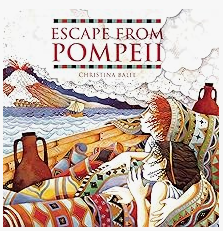 ESCAPE FROM
POMPEII
CHRISTINA BALIT